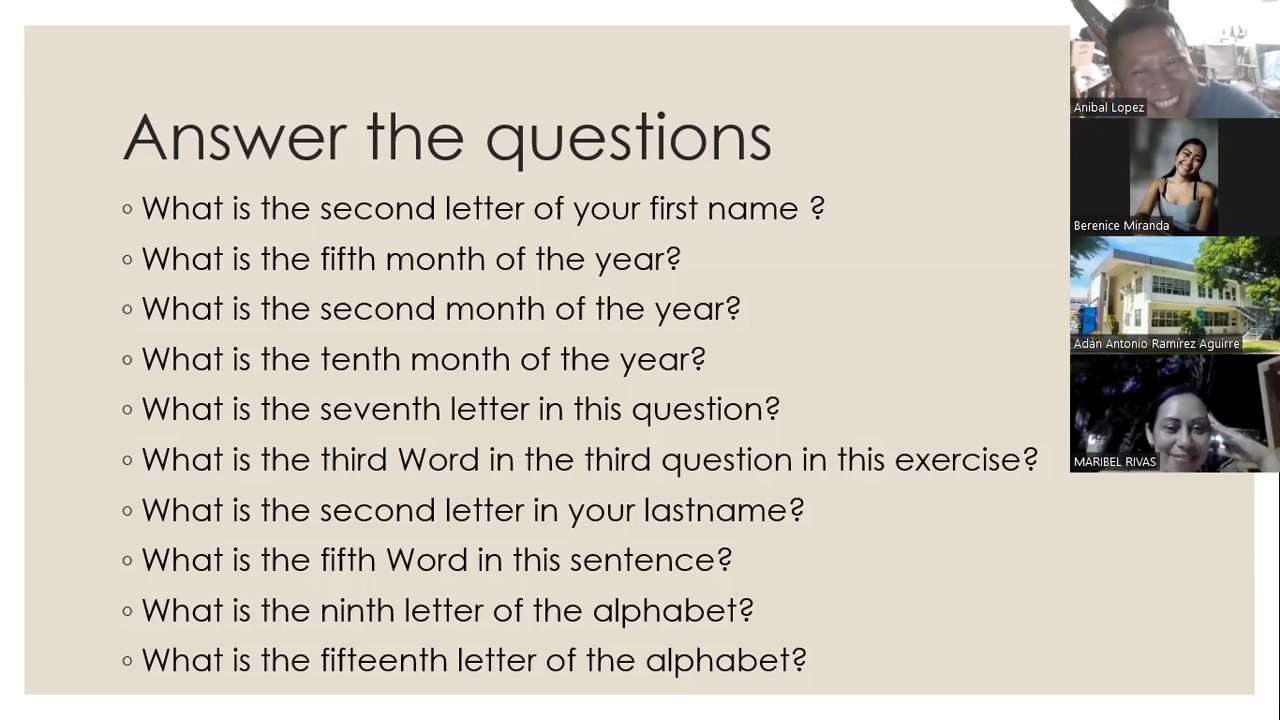 Answer the questions
◦ What is the second letter of your first name ?
◦ What is the fifth month of the year?
◦ What is the second month of the year?
◦ What is the tenth month of the year?
◦ What is the seventh letter in this question?
◦ What is the third Word in the third question in this exercise?
◦ What is the second letter in your lastname?
◦ What is the fifth Word in this sentence?
◦ What is the ninth letter of the alphabet?
◦ What is the fifteenth letter of the alphabet?
Anibal Lopez
Berenice Miranda
Adán Antonio Ramírez Aguirre
MARIBEL RIVAS